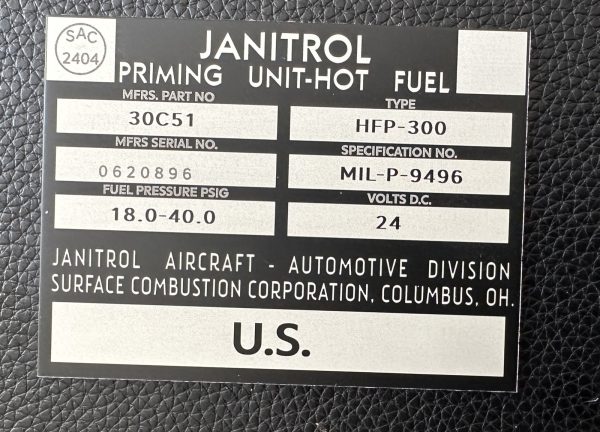 SAC
2404
JANITROL
PRIMING UNIT-HOT FUEL
MFRS. PART NO
TYPE
30C51
HFP-300
MFRS SERIAL NO.
SPECIFICATION NO.
0620896
MIL-P-9496
FUEL PRESSURE PSIG
VOLTS D.C.
18.0-40.0
24
JANITROL AIRCRAFT - AUTOMOTIVE DIVISION
SURFACE COMBUSTION CORPORATION, COLUMBUS, OH.
U.S.